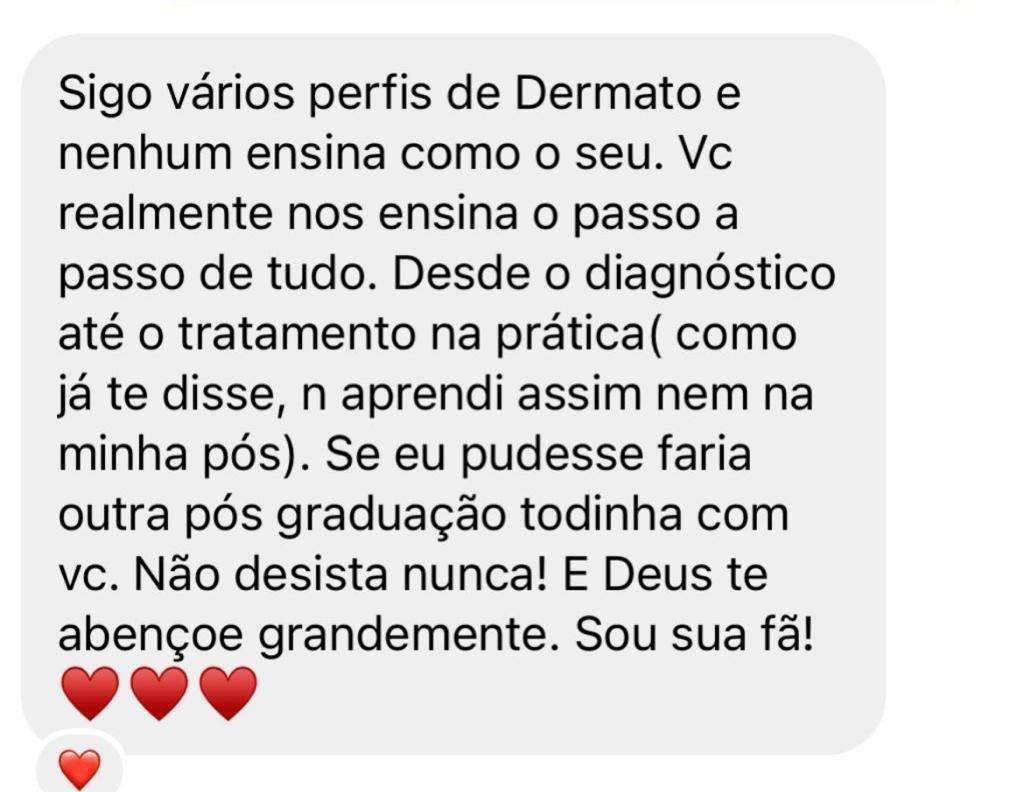 Sigo vários perfis de Dermato e
nenhum ensina como o seu. Vc
realmente nos ensina o passo a
passo de tudo. Desde o diagnóstico
até o tratamento na prática( como
já te disse, n aprendi assim nem na
minha pós). Se eu pudesse faria
outra pós graduação todinha com
vc. Não desista nunca! E Deus te
abençoe grandemente. Sou sua fã!
♥️♥️♥️
❤️